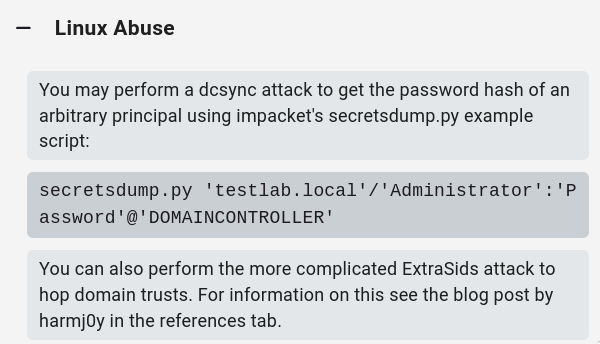 — Linux Abuse
You may perform a dcsync attack to get the password hash of an
arbitrary principal using impacket's secretsdump.py example
script:
secretsdump.py 'testlab.local'/'Administrator':'P
assword'@'DOMAINCONTROLLER'
You can also perform the more complicated ExtraSids attack to
hop domain trusts. For information on this see the blog post by
harmj0y in the references tab.